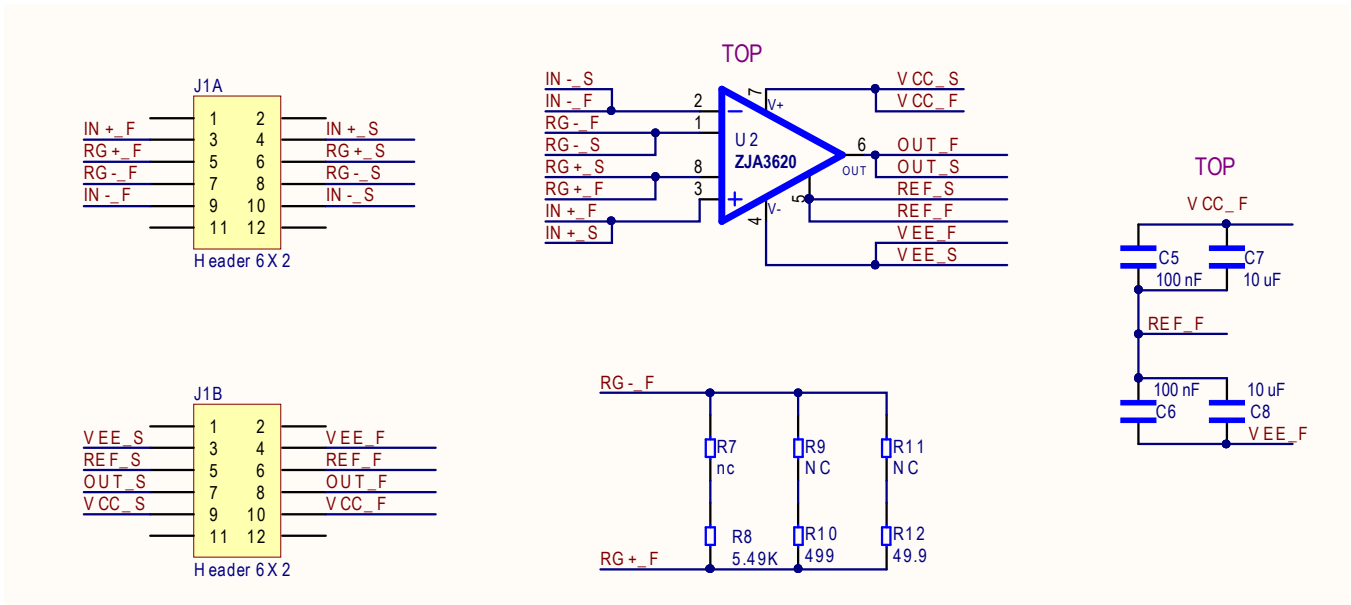 J1A
1 2
IN+_F 3 4 IN+_S
RG+_F 5 6 RG+_S
RG-_F 7 8 RG-_S
IN-_F 9 10 IN-_S
11 12
Header 6X2
TOP
IN-_S
IN-_F
RG-_F
RG-_S
RG+_S
RG+_F
IN+_F
IN+_S
2
1
8
3
7
V+
U2
ZJA3620
6
OUT
5
4
V-
VCC_S
VCC_F
OUT_F
OUT_S
REF_S
REF_F
VEE_F
VEE_S
TOP
VCC_F
C5 C7
100 nF 10 uF
REF_F
100 nF 10 uF
C6 C8
VEE_F
J1B
1 2
VEE_S 3 4 VEE_F
REF_S 5 6 REF_F
OUT_S 7 8 OUT_F
VCC_S 9 10 VCC_F
11 12
Header 6X2
RG-_F
R7 R9 R11
nc NC NC
R8 R10 R12
5.49K 499 49.9
RG+_F